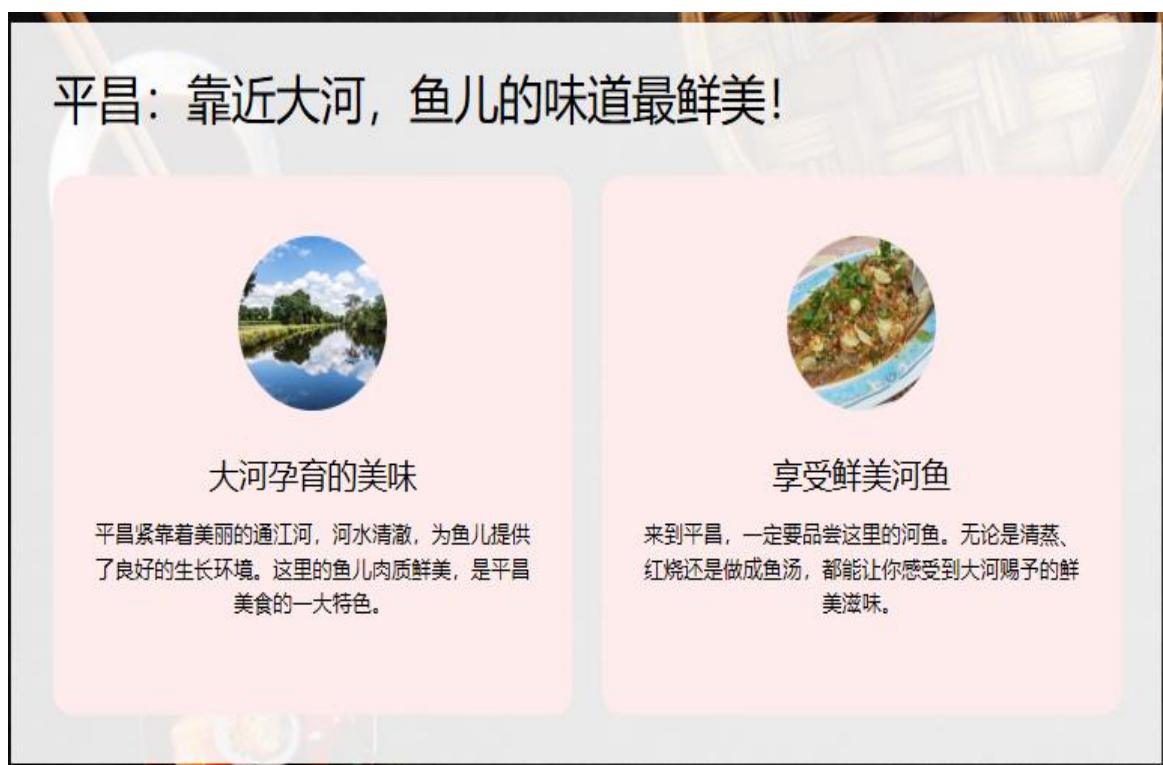 平昌：靠近大河，鱼儿的味道最鲜美！
大河孕育的美味
平昌紧靠着美丽的通江河，河水清澈，为鱼儿提供
了良好的生长环境。这里的鱼儿肉质鲜美，是平昌
美食的一大特色。
享受鲜美河鱼
来到平昌，一定要品尝这里的河鱼。无论是清蒸、
红烧还是做成鱼汤，都能让你感受到大河赐予的鲜
美滋味。